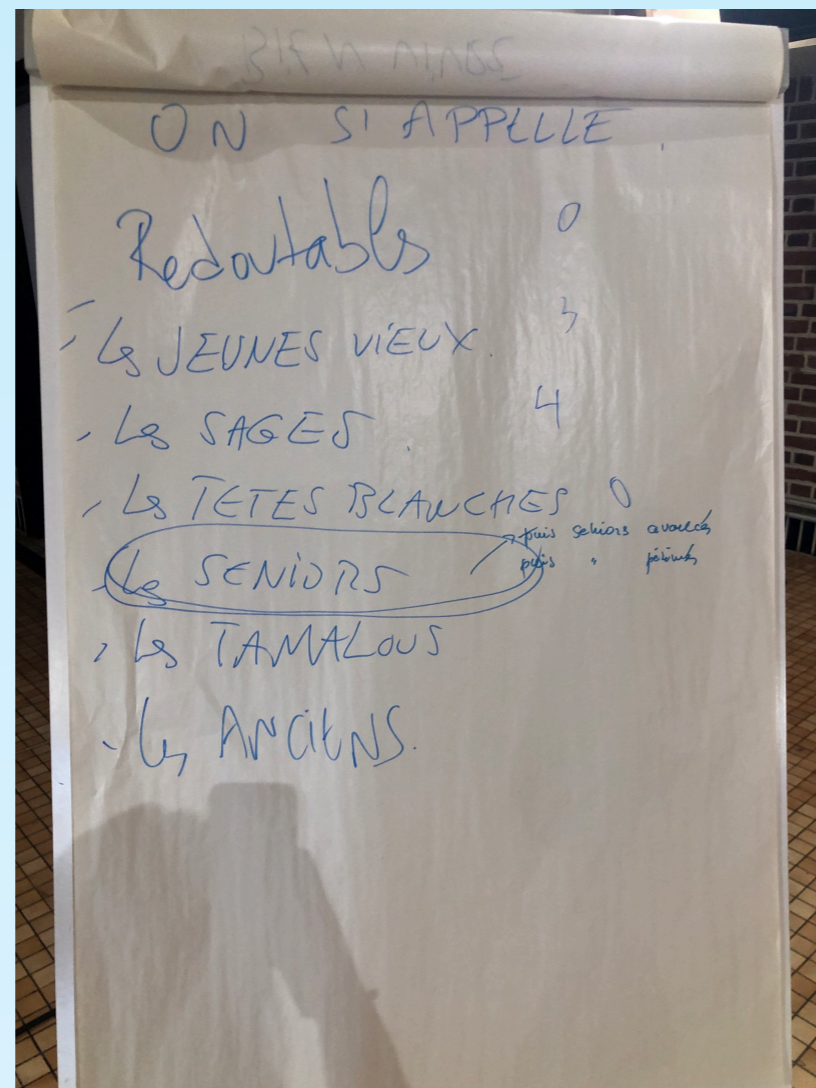 ON S'APPELLE.
Redoutables 0
- Les JEUNES VIEUX. 3
- Les SAGES 4
- Les TETES BLANCHES 0
- Les SENIORS
puis seniors avancés
puis " périmés
- Les TAMALOUS
- Les ANCIENS.